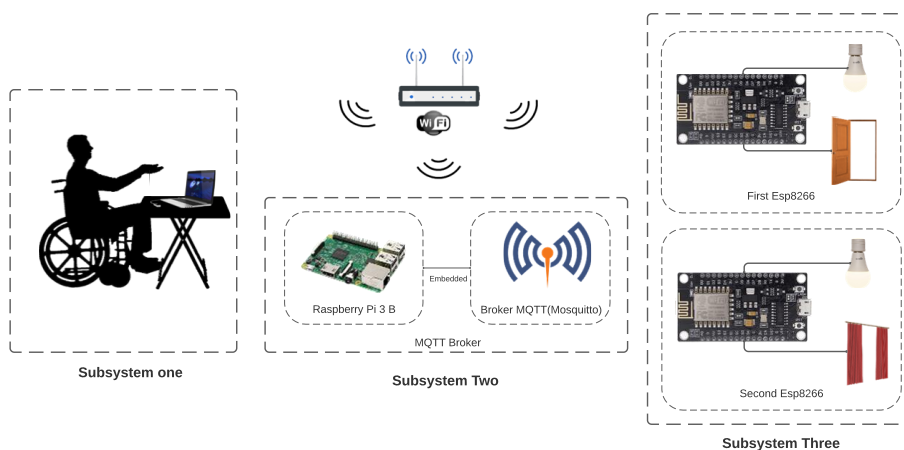 Wi Fi
First Esp8266
Raspberry Pi 3 B
Embedded
Broker MQTT(Mosquitto)
MQTT Broker
Subsystem one
Subsystem Two
Second Esp8266
Subsystem Three